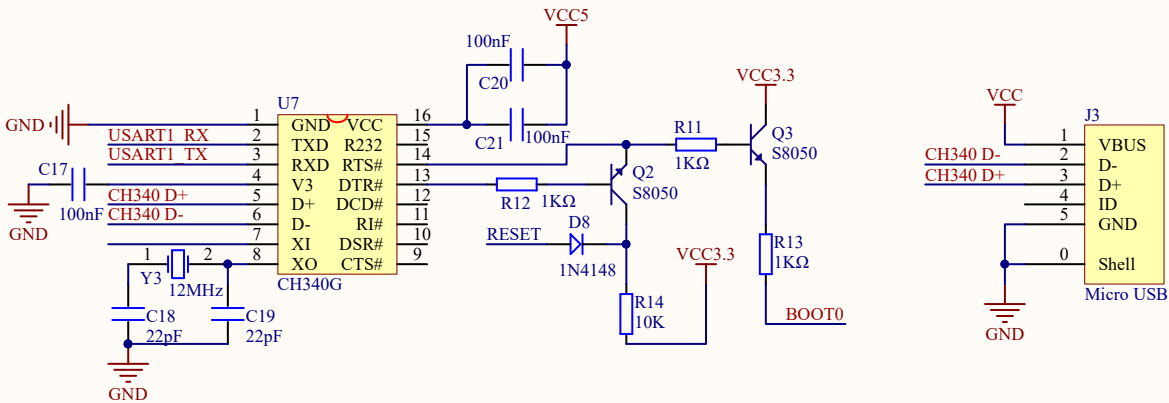 VCC5
100nF
C20
C21
100nF
VCC3.3
VCC
U7
R11
1KΩ
Q3
S8050
J3
GND
1
GND
VCC
16
USART1_RX
2
TXD
R232
15
USART1_TX
3
RXD
RTS#
14
C17
100nF
GND
4
V3
DTR#
13
R12
1KΩ
Q2
S8050
CH340 D+
5
D+
DCD#
12
CH340 D-
6
D-
RI#
11
7
XI
DSR#
10
8
XO
CTS#
9
CH340G
1
2
Y3
12MHz
C18
22pF
C19
22pF
GND
RESET
D8
1N4148
VCC3.3
R14
10K
R13
1KΩ
BOOT0
1
VBUS
CH340 D-
2
D-
CH340 D+
3
D+
4
ID
5
GND
0
Shell
Micro USB
GND